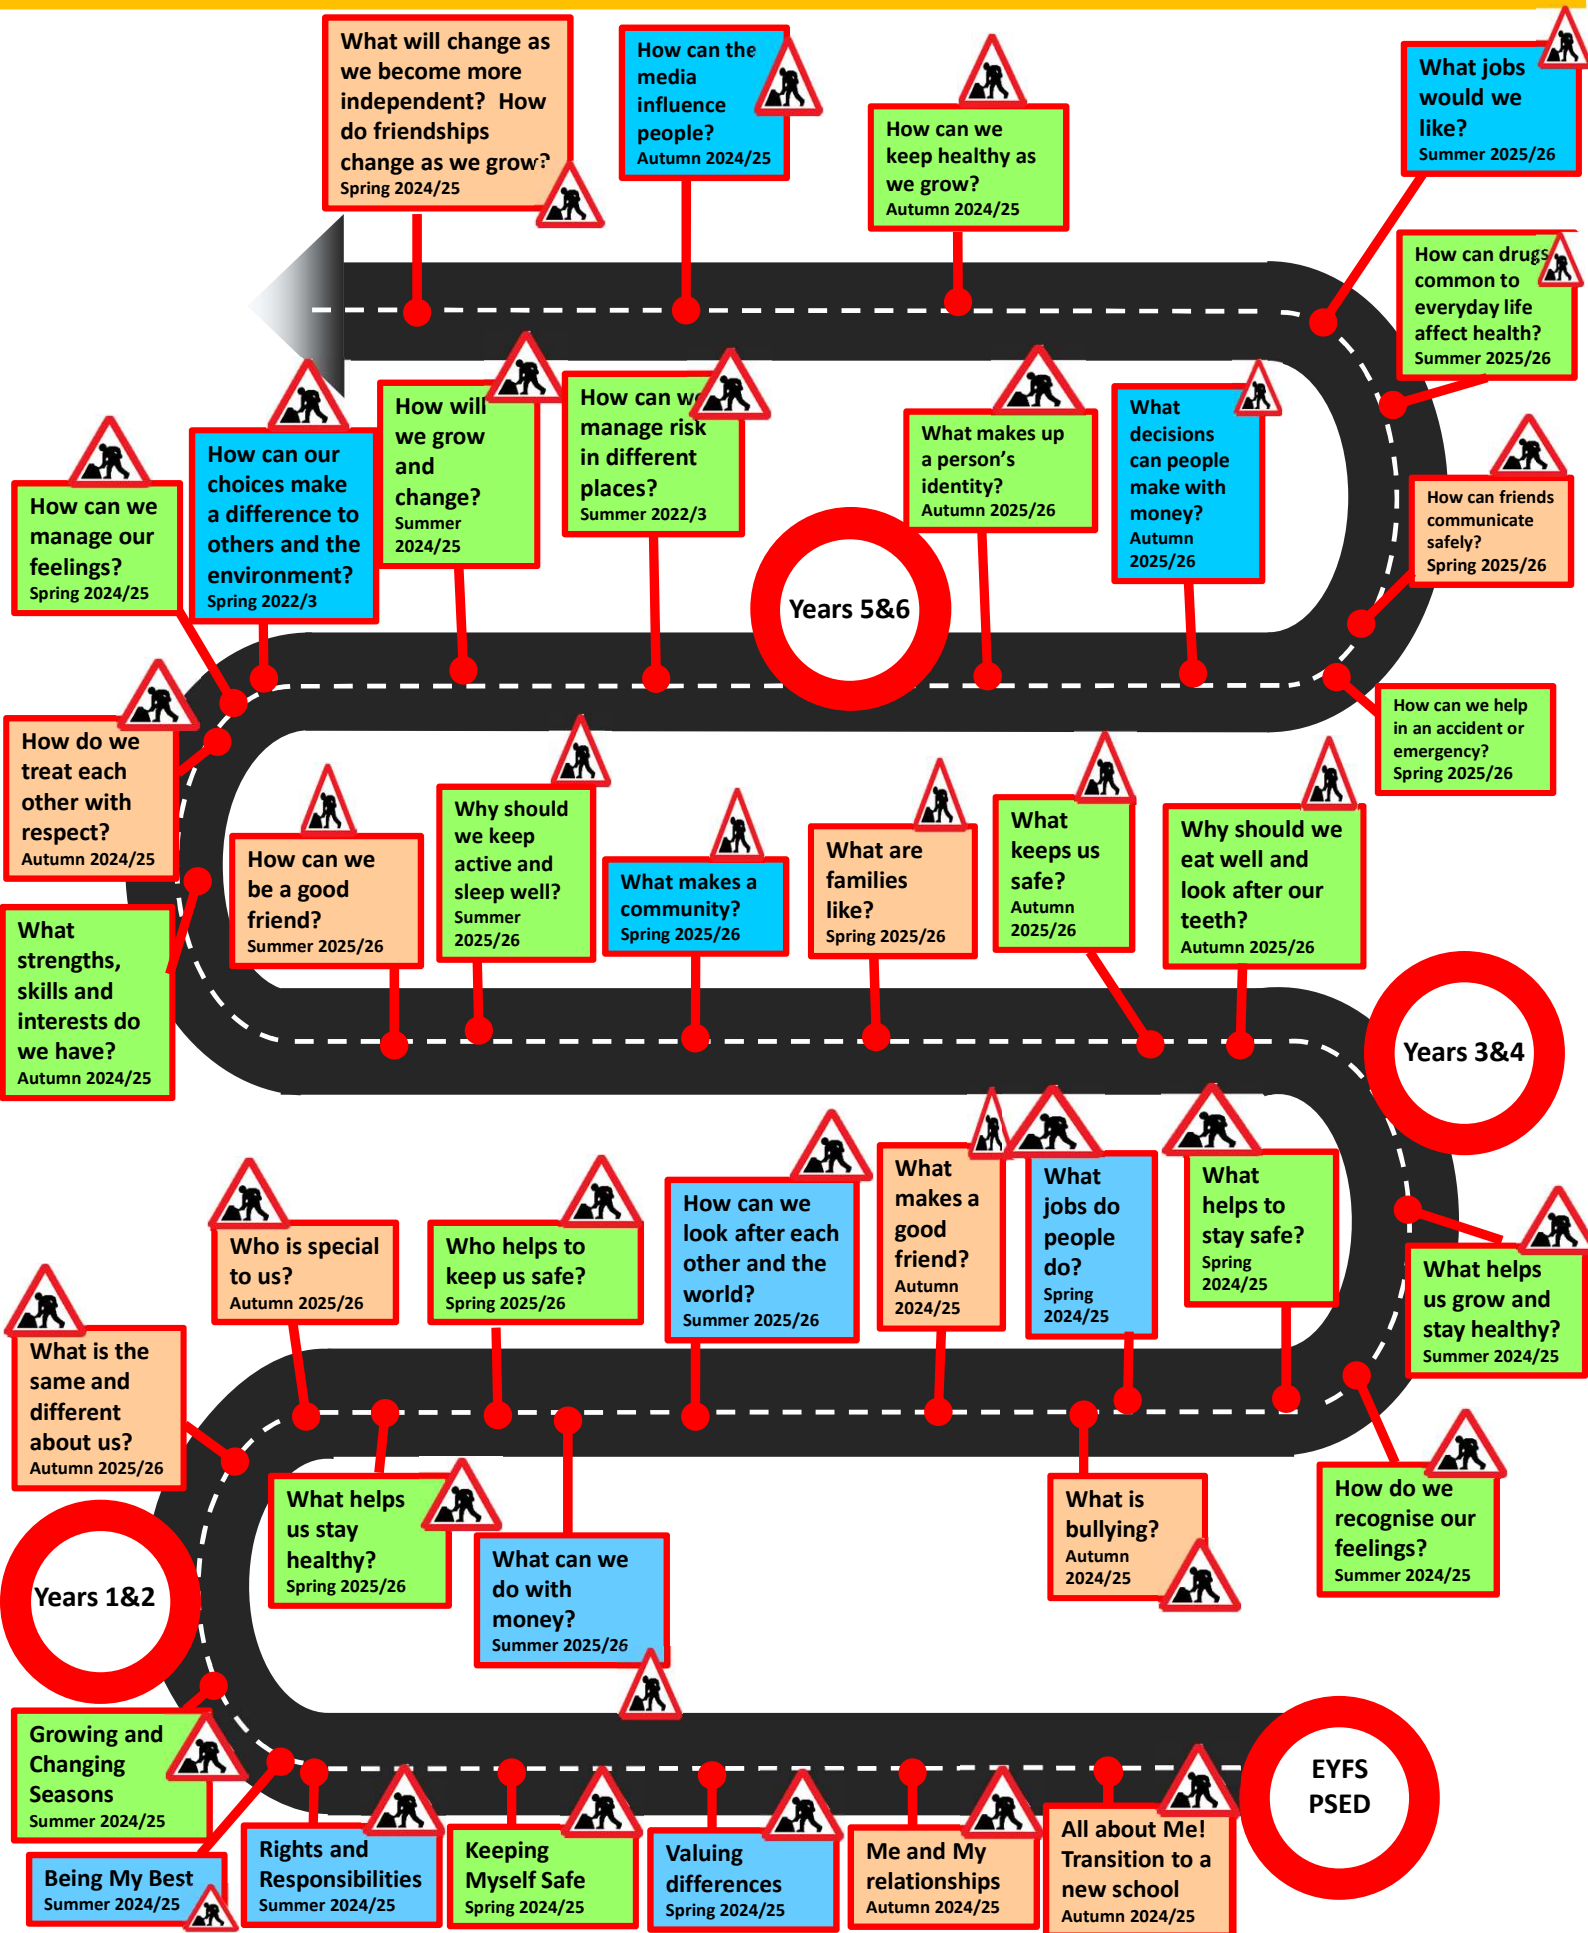 What will change as
we become more
independent?  How
do friendships
change as we grow?
Spring 2024/25
How can the
media
influence
people?
Autumn 2024/25
How can we
keep healthy as
we grow?
Autumn 2024/25
What jobs
would we
like?
Summer 2025/26
How can drugs
common to
everyday life
affect health?
Summer 2025/26
How can we
manage our
feelings?
Spring 2024/25
How can our
choices make
a difference to
others and the
environment?
Spring 2022/3
How will
we grow
and
change?
Summer
2024/25
How can we
manage risk
in different
places?
Summer 2022/3
What makes up
a person's
identity?
Autumn 2025/26
What
decisions
can people
make with
money?
Autumn
2025/26
How can friends
communicate
safely?
Spring 2025/26
Years 5&6
How can we help
in an accident or
emergency?
Spring 2025/26
How do we
treat each
other with
respect?
Autumn 2024/25
How can we
be a good
friend?
Summer 2025/26
Why should
we keep
active and
sleep well?
Summer
2025/26
What makes a
community?
Spring 2025/26
What are
families
like?
Spring 2025/26
What
keeps us
safe?
Autumn
2025/26
Why should we
eat well and
look after our
teeth?
Autumn 2025/26
What
strengths,
skills and
interests do
we have?
Autumn 2024/25
Years 3&4
Who is special
to us?
Autumn 2025/26
Who helps to
keep us safe?
Spring 2025/26
How can we
look after each
other and the
world?
Summer 2025/26
What
makes a
good
friend?
Autumn
2024/25
What
jobs do
people
do?
Spring
2024/25
What
helps to
stay safe?
Spring
2024/25
What helps
us grow and
stay healthy?
Summer 2024/25
What is the
same and
different
about us?
Autumn 2025/26
What helps
us stay
healthy?
Spring 2025/26
What can we
do with
money?
Summer 2025/26
What is
bullying?
Autumn
2024/25
How do we
recognise our
feelings?
Summer 2024/25
Years 1&2
Growing and
Changing
Seasons
Summer 2024/25
Being My Best
Summer 2024/25
Rights and
Responsibilities
Summer 2024/25
Keeping
Myself Safe
Spring 2024/25
Valuing
differences
Spring 2024/25
Me and My
relationships
Autumn 2024/25
All about Me!
Transition to a
new school
Autumn 2024/25
EYFS
PSED